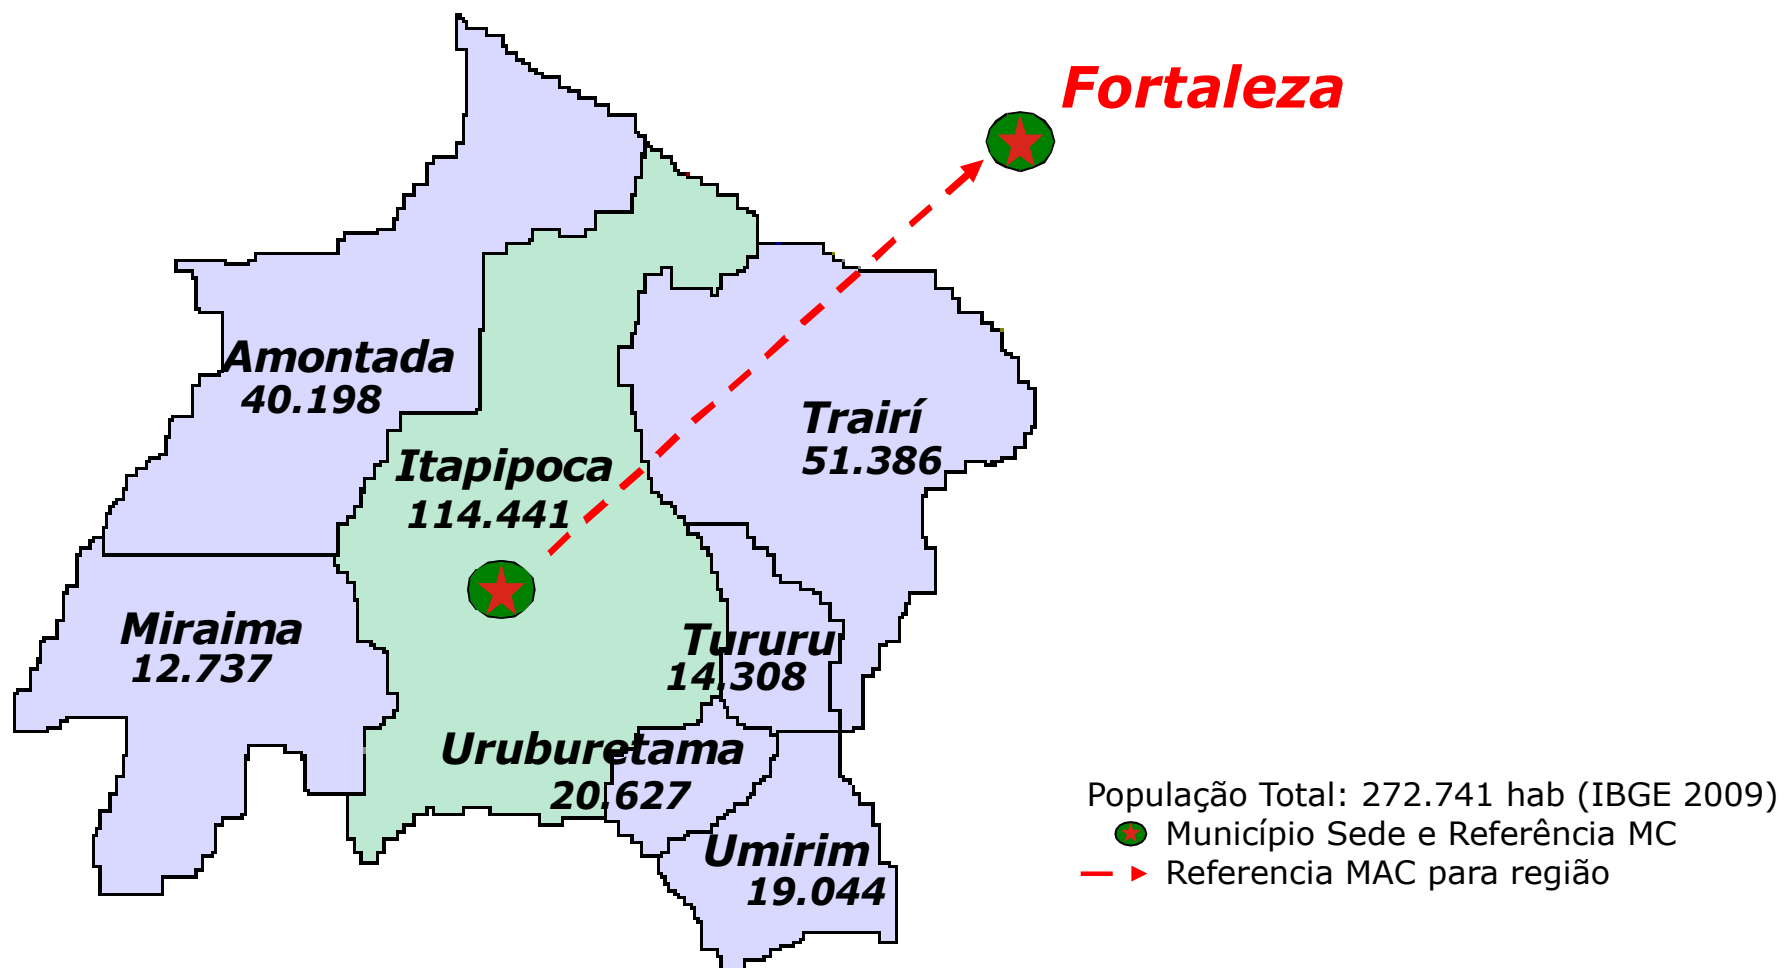 Fortaleza
Amontada
40.198
Trairí
51.386
Itapipoca
114.441
Miraima
12.737
Tururu
14.308
Uruburetama
20.627
Umirim
19.044
População Total: 272.741 hab (IBGE 2009)
Município Sede e Referência MC
Referencia MAC para região